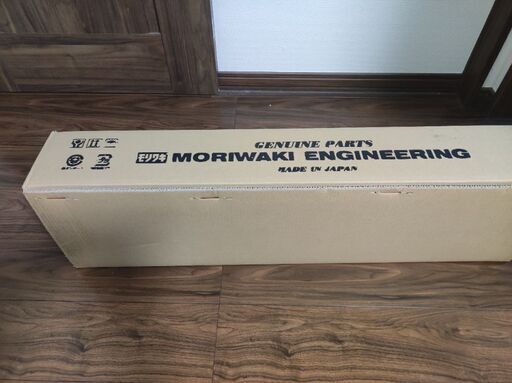 GENUINE PARTS
モリワキ MORIWAKI ENGINEERING
MADE IN JAPAN